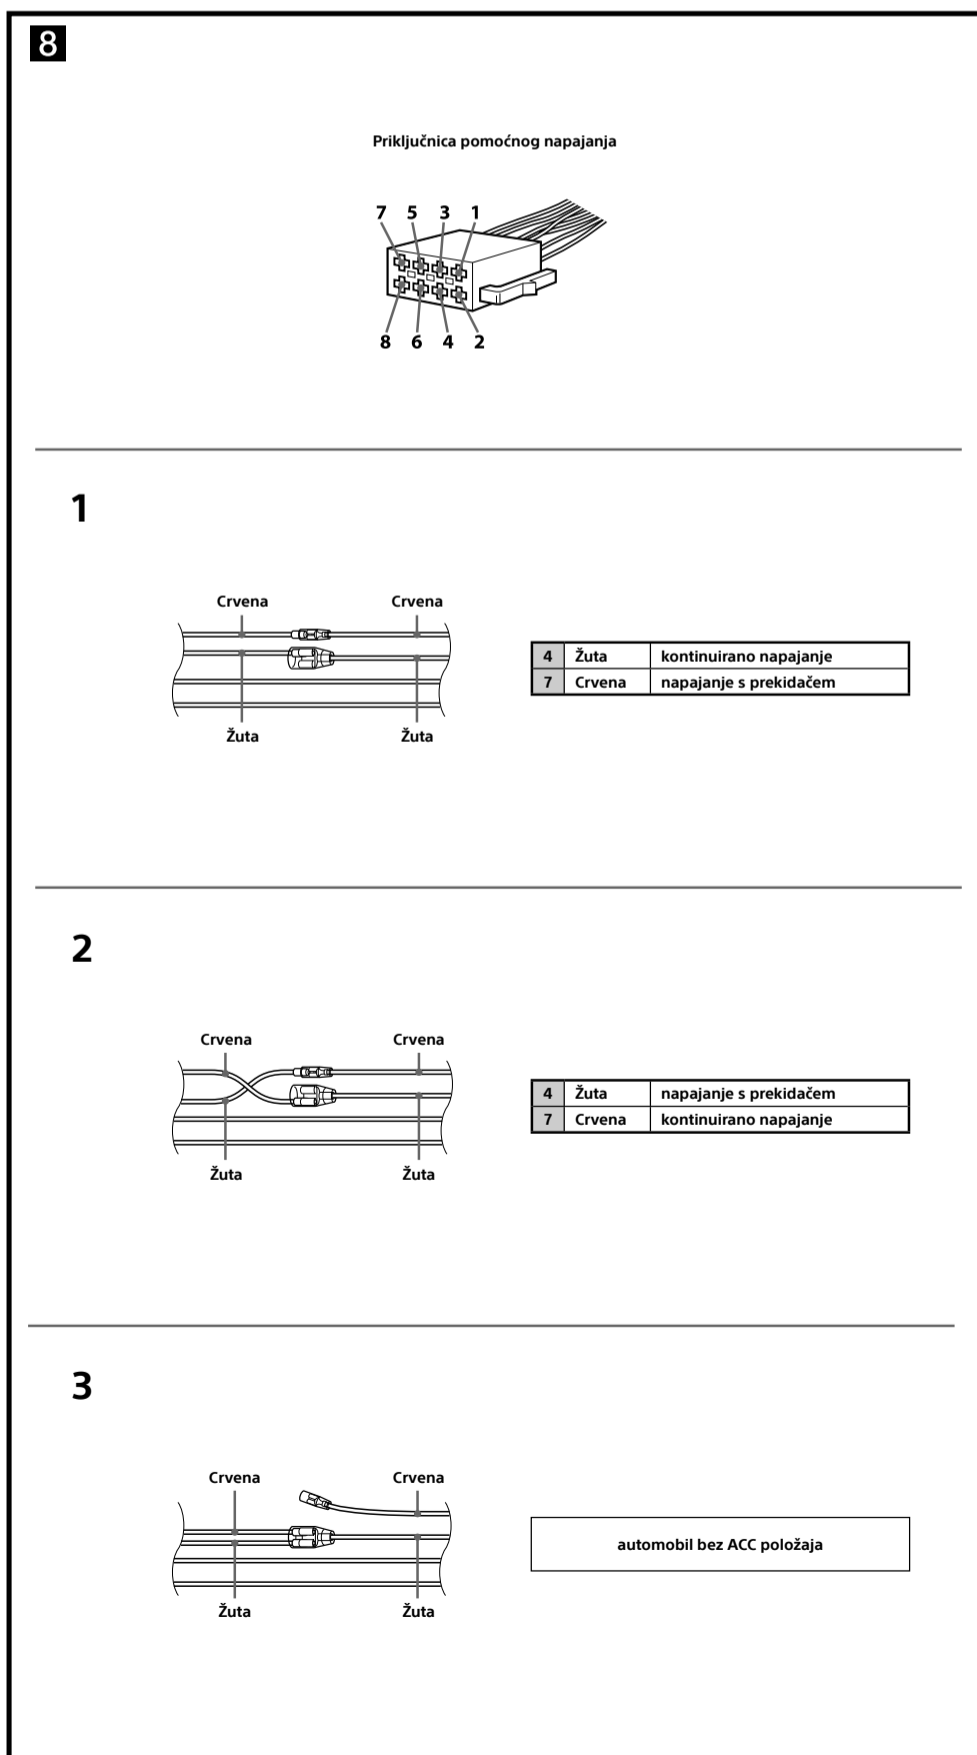 8
Priključnica pomoćnog napajanja
7 5 3 1
8 6 4 2
1
Crvena Crvena
Žuta Žuta
4 Žuta kontinuirano napajanje
7 Crvena napajanje s prekidačem
2
Crvena Crvena
Žuta Žuta
4 Žuta napajanje s prekidačem
7 Crvena kontinuirano napajanje
3
Crvena Crvena
Žuta Žuta
automobil bez ACC položaja